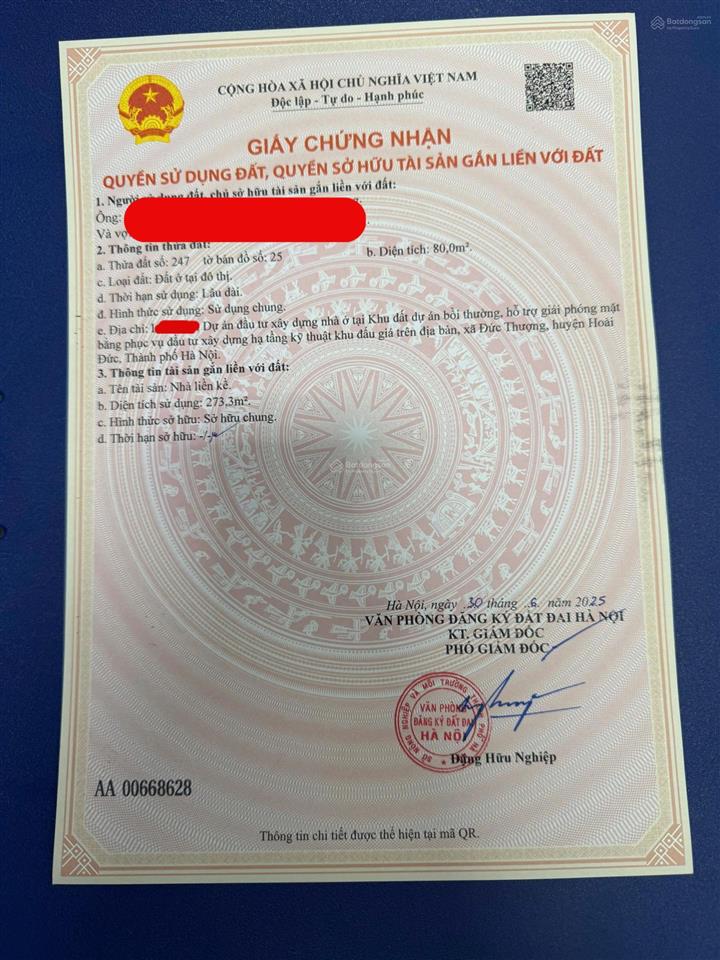 Batdongsan
by PropertyGuru
CỘNG HÒA XÃ HỘI CHỦ NGHĨA VIỆT NAM
Độc lập - Tự do - Hạnh phúc
GIẤY CHỨNG NHẬN
QUYỀN SỬ DỤNG ĐẤT, QUYỀN SỞ HỮU TÀI SẢN GẮN LIỀN VỚI ĐẤT
1. Người sử dụng đất, chủ sở hữu tài sản gắn liền với đất:
Ông:
Và vợ
2. Thông tin thửa đất:
a. Thửa đất số: 247 tờ bản đồ số: 25 b. Diện tích: 80,0m².
c. Loại đất: Đất ở tại đô thị.
d. Thời hạn sử dụng: Lâu dài.
đ. Hình thức sử dụng: Sử dụng chung.
e. Địa chỉ: Dự án đầu tư xây dựng nhà ở tại Khu đất dự án bồi thường, hỗ trợ giải phóng mặt
bằng phục vụ đầu tư xây dựng hạ tầng kỹ thuật khu đấu giá trên địa bàn, xã Đức Thượng, huyện Hoài
Đức, Thành phố Hà Nội.
3. Thông tin tài sản gắn liền với đất:
a. Tên tài sản: Nhà liền kề.
b. Diện tích sử dụng: 273,3m².
c. Hình thức sở hữu: Sở hữu chung.
d. Thời hạn sở hữu: -/-
Batdongsan
Hà Nội, ngày 30 tháng 6 năm 2025
VĂN PHÒNG ĐĂNG KÝ ĐẤT ĐAI HÀ NỘI
KT. GIÁM ĐỐC
PHÓ GIÁM ĐỐC
SỞ NÔNG NGHIỆP VÀ MÔI TRƯỜNG
VĂN PHÒNG
ĐĂNG KÝ ĐẤT ĐAI
HÀ NỘI
Đặng Hữu Nghiệp
AA 00668628
Thông tin chi tiết được thể hiện tại mã QR.